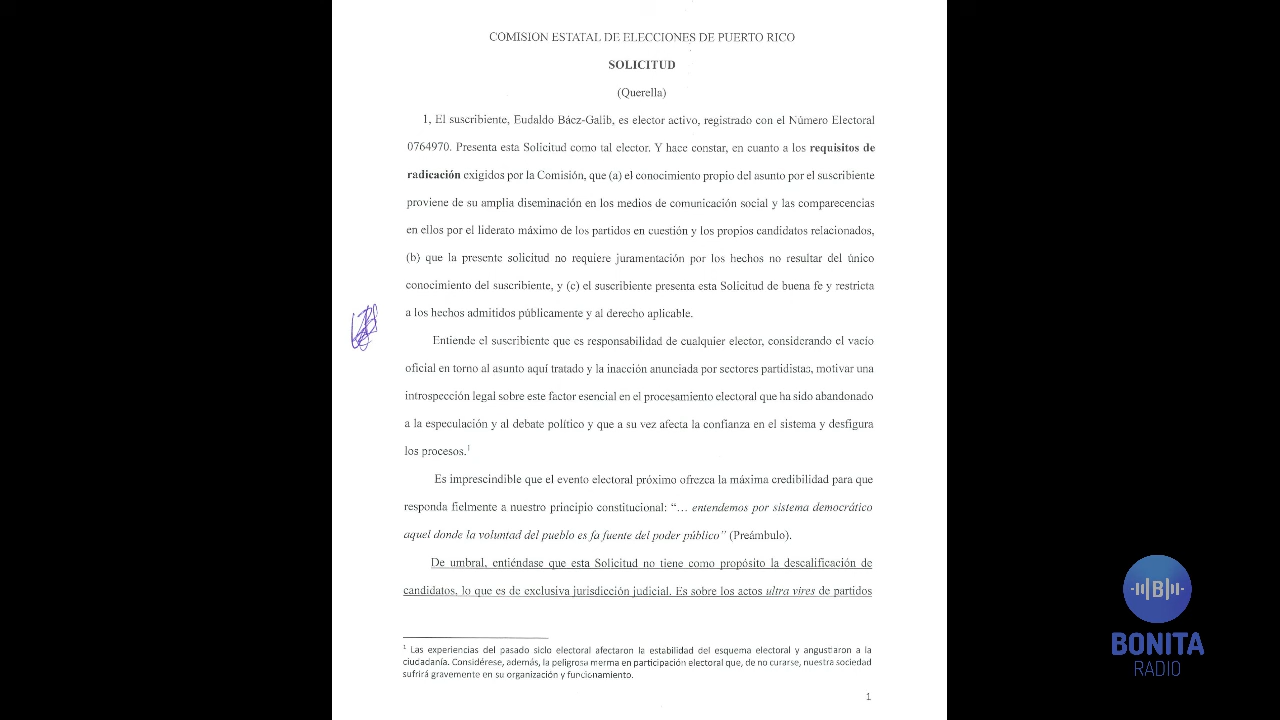 COMISION ESTATAL DE ELECCIONES DE PUERTO RICO
SOLICITUD
(Querella)
1, El suscribiente, Eudaldo Báez-Galib, es elector activo, registrado con el Número Electoral
0764970. Presenta esta Solicitud como tal elector. Y hace constar, en cuanto a los requisitos de
radicación exigidos por la Comisión, que (a) el conocimiento propio del asunto por el suscribiente
proviene de su amplia diseminación en los medios de comunicación social y las comparecencias
en ellos por el liderato máximo de los partidos en cuestión y los propios candidatos relacionados,
(b) que la presente solicitud no requiere juramentación por los hechos no resultar del único
conocimiento del suscribiente, y (c) el suscribiente presenta esta Solicitud de buena fe y restricta
a los hechos admitidos públicamente y al derecho aplicable.
Entiende el suscribiente que es responsabilidad de cualquier elector, considerando el vacío
oficial en torno al asunto aquí tratado y la inacción anunciada por sectores partidistas, motivar una
introspección legal sobre este factor esencial en el procesamiento electoral que ha sido abandonado
a la especulación y al debate político y que a su vez afecta la confianza en el sistema y desfigura
los procesos.1
Es imprescindible que el evento electoral próximo ofrezca la máxima credibilidad para que
responda fielmente a nuestro principio constitucional: “… entendemos por sistema democrático
aquel donde la voluntad del pueblo es fa fuente del poder público” (Preámbulo).
De umbral, entiéndase que esta Solicitud no tiene como propósito la descalificación de
candidatos, lo que es de exclusiva jurisdicción judicial. Es sobre los actos ultra vires de partidos
1 Las experiencias del pasado siclo electoral afectaron la estabilidad del esquema electoral y angustiaron a la
ciudadanía. Considérese, además, la peligrosa merma en participación electoral que, de no curarse, nuestra sociedad
sufrirá gravemente en su organización y funcionamiento.
1
B
BONITA
RADIO